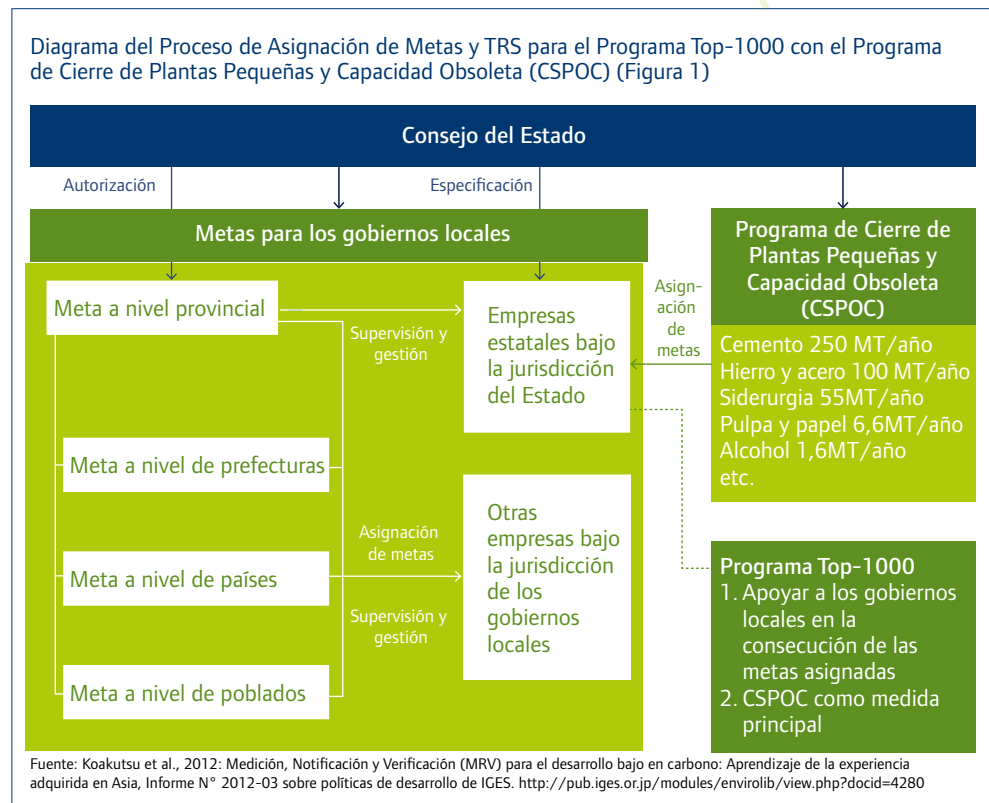 Diagrama del Proceso de Asignación de Metas y TRS para el Programa Top-1000 con el Programa
de Cierre de Plantas Pequeñas y Capacidad Obsoleta (CSPOC) (Figura 1)
Consejo del Estado
Autorización
Especificación
Metas para los gobiernos locales
Meta a nivel provincial
Supervisión y
gestión
Empresas
estatales bajo
la jurisdicción
del Estado
Asign-
ación
de
metas
Programa de Cierre de
Plantas Pequeñas y
Capacidad Obsoleta
(CSPOC)
Cemento 250 MT/año
Hierro y acero 100 MT/año
Siderurgia 55MT/año
Pulpa y papel 6,6MT/año
Alcohol 1,6MT/año
etc.
Meta a nivel de prefecturas
Meta a nivel de países
Meta a nivel de poblados
Asignación
de metas
Supervisión y
gestión
Otras
empresas bajo
la jurisdicción
de los
gobiernos
locales
Programa Top-1000
1. Apoyar a los gobiernos
locales en la
consecución de las
metas asignadas
2. CSPOC como medida
principal
Fuente: Koakutsu et al., 2012: Medición, Notificación y Verificación (MRV) para el desarrollo bajo en carbono: Aprendizaje de la experiencia
adquirida en Asia, Informe N° 2012-03 sobre políticas de desarrollo de IGES. http://pub.iges.or.jp/modules/envirolib/view.php?docid=4280